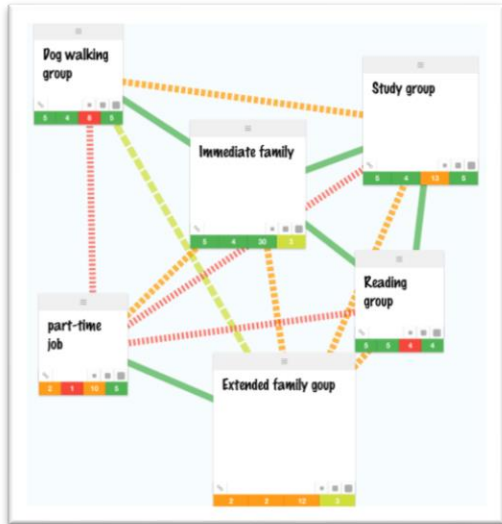 Dog walking
group
5 4 8 5
Study group
5 4 13 5
Immediate family
5 4 30 3
Reading
group
5 5 4 4
part-time
job
2 1 10 5
Extended family goup
2 2 12 3